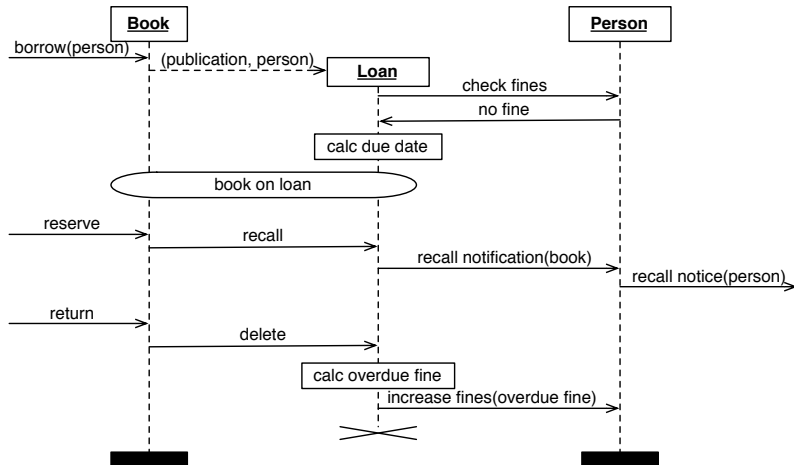 Book
Person
borrow(person)
(publication, person)
Loan
check fines
no fine
calc due date
book on loan
reserve
recall
recall notification(book)
recall notice(person)
return
delete
calc overdue fine
increase fines(overdue fine)